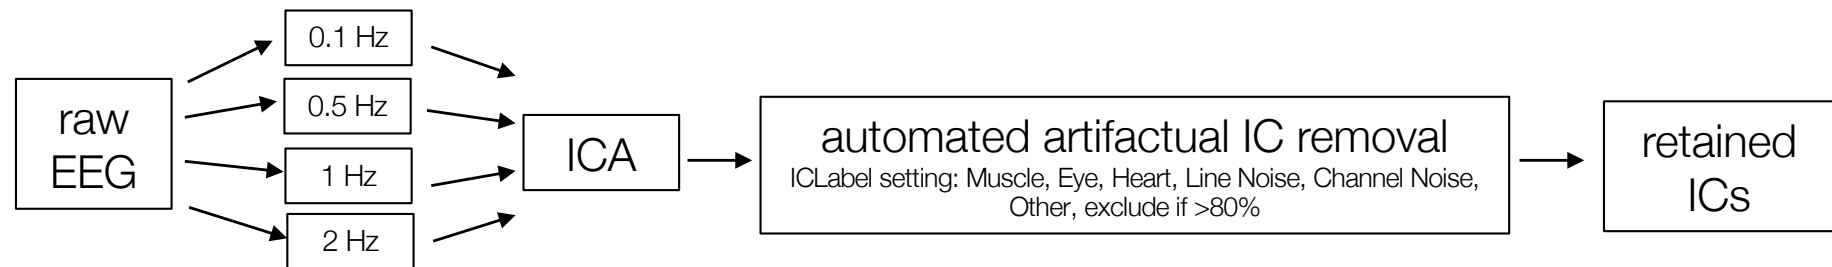 raw
EEG
0.1 Hz
0.5 Hz
1 Hz
2 Hz
ICA
automated artifactual IC removal
ICLabel setting: Muscle, Eye, Heart, Line Noise, Channel Noise,
Other, exclude if >80%
retained
ICs